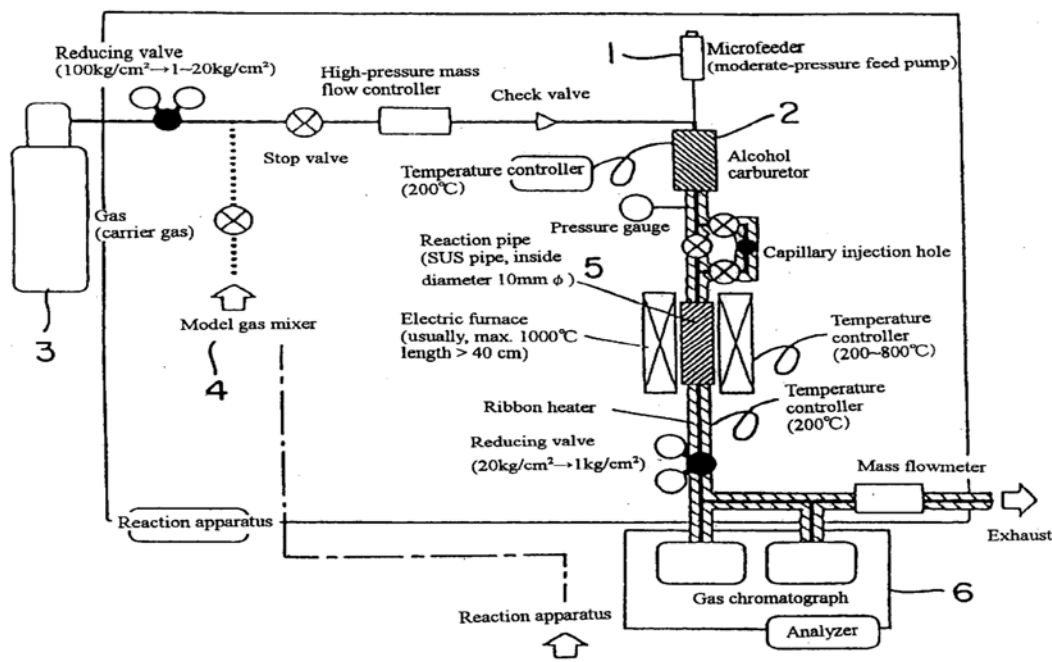 Reducing valve
(100kg/cm²→1~20kg/cm²)
High-pressure mass
flow controller
Check valve
1
Microfeeder
(moderate-pressure feed pump)
2
Stop valve
Temperature controller
(200℃)
Alcohol
carburetor
Gas
(carrier gas)
Pressure gauge
Capillary injection hole
Reaction pipe
(SUS pipe, inside
diameter 10mm φ)
5
3
Model gas mixer
4
Electric furnace
(usually, max. 1000℃
length > 40 cm)
Temperature
controller
(200~800℃)
Ribbon heater
Temperature
controller
(200℃)
Reducing valve
(20kg/cm²→1kg/cm²)
Mass flowmeter
Reaction apparatus
Exhaust
Gas chromatograph
6
Reaction apparatus
Analyzer